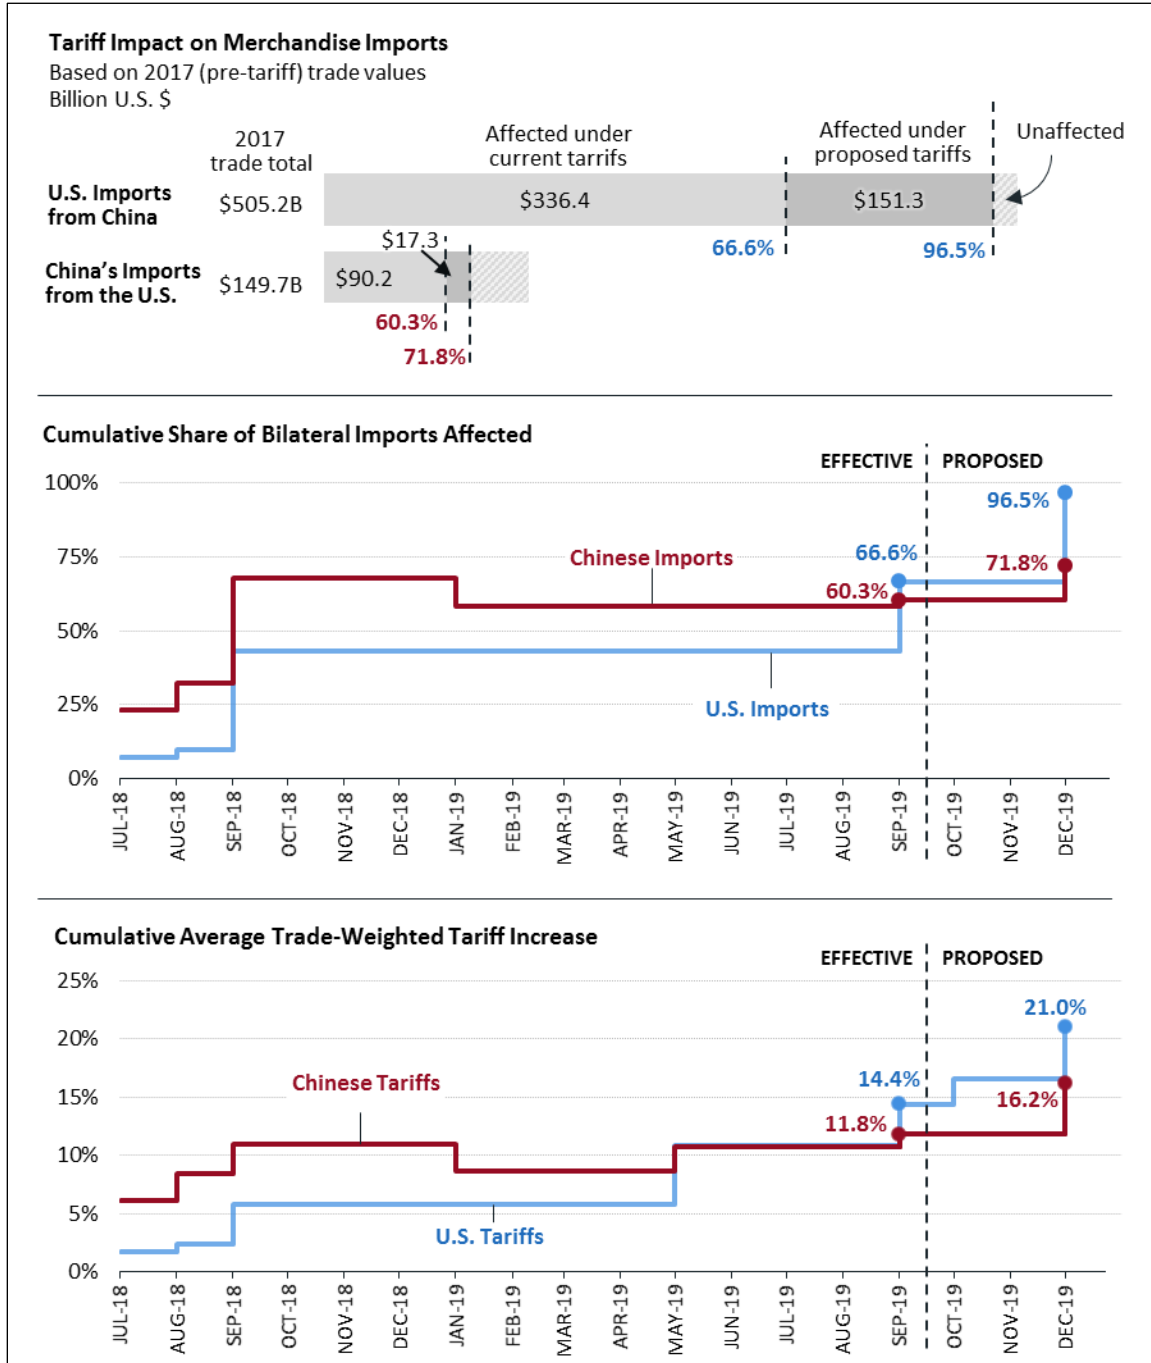 Tariff Impact on Merchandise Imports
Based on 2017 (pre-tariff) trade values
Billion U.S. $
2017
trade total
Affected under
current tarrifs
Affected under
proposed tariffs
Unaffected
U.S. Imports
from China
$505.2B
$336.4
$151.3
66.6%
96.5%
$17.3
China's Imports
from the U.S.
$149.7B
$90.2
60.3%
71.8%
Cumulative Share of Bilateral Imports Affected
EFFECTIVE
PROPOSED
100%
75%
50%
25%
0%
96.5%
66.6%
71.8%
60.3%
Chinese Imports
U.S. Imports
JUL-18
AUG-18
SEP-18
OCT-18
NOV-18
DEC-18
JAN-19
FEB-19
MAR-19
APR-19
MAY-19
JUN-19
JUL-19
AUG-19
SEP-19
OCT-19
NOV-19
DEC-19
Cumulative Average Trade-Weighted Tariff Increase
EFFECTIVE
PROPOSED
25%
20%
15%
10%
5%
0%
21.0%
14.4%
16.2%
11.8%
Chinese Tariffs
U.S. Tariffs
JUL-18
AUG-18
SEP-18
OCT-18
NOV-18
DEC-18
JAN-19
FEB-19
MAR-19
APR-19
MAY-19
JUN-19
JUL-19
AUG-19
SEP-19
OCT-19
NOV-19
DEC-19